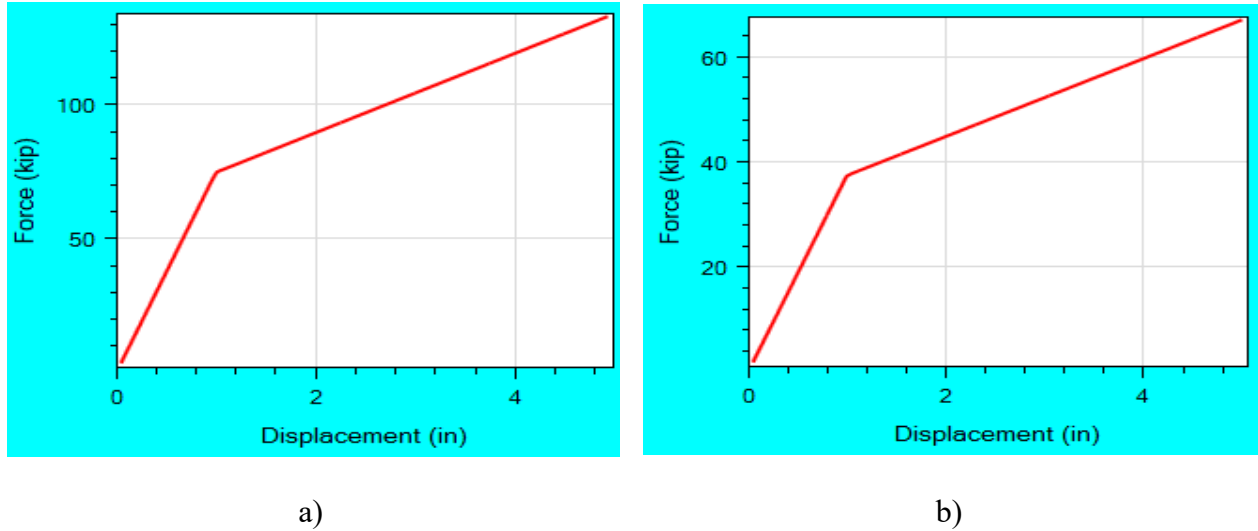 100
50
Force (kip)
0 2 4
Displacement (in)
a)
60
40
20
Force (kip)
0 2 4
Displacement (in)
b)